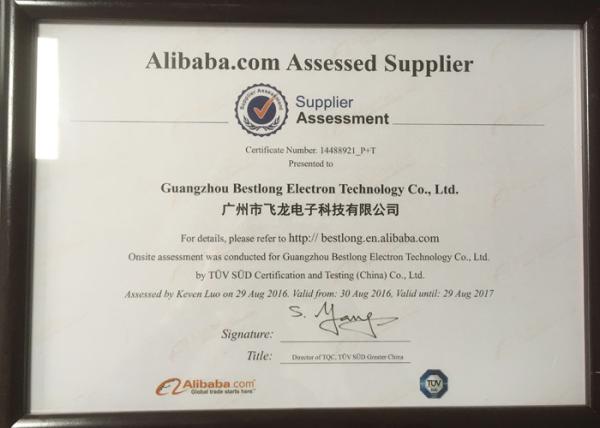 Alibaba.com Assessed Supplier
Supplier Assessment
Supplier
Assessment
Certificate Number: 14488921_P+T
Presented to
Guangzhou Bestlong Electron Technology Co., Ltd.
广州市飞龙电子科技有限公司
For details, please refer to http:// bestlong.en.alibaba.com
Onsite assessment was conducted for Guangzhou Bestlong Electron Technology Co., Ltd.
by TÜV SÜD Certification and Testing (China) Co., Ltd.
Assessed by Keven Luo on 29 Aug 2016. Valid from: 30 Aug 2016, Valid until: 29 Aug 2017
S. Yang
Signature:
Title: Director of TQC, TÜV SÜD Greater China
Alibaba.com
Global trade starts here.
TÜV